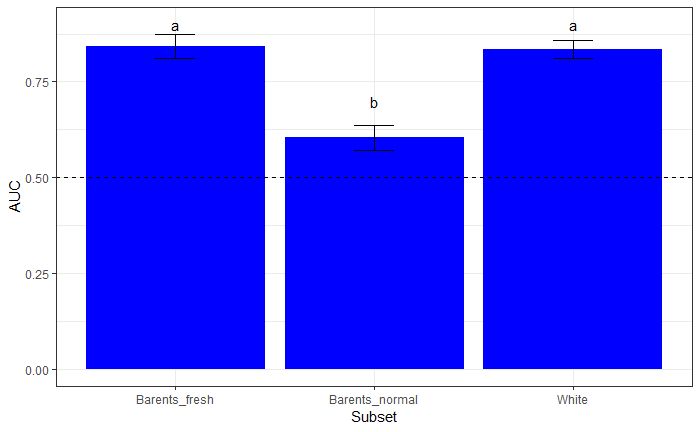 a
a
b
0.75
0.50
0.25
0.00
AUC
Barents_fresh
Barents_normal
White
Subset